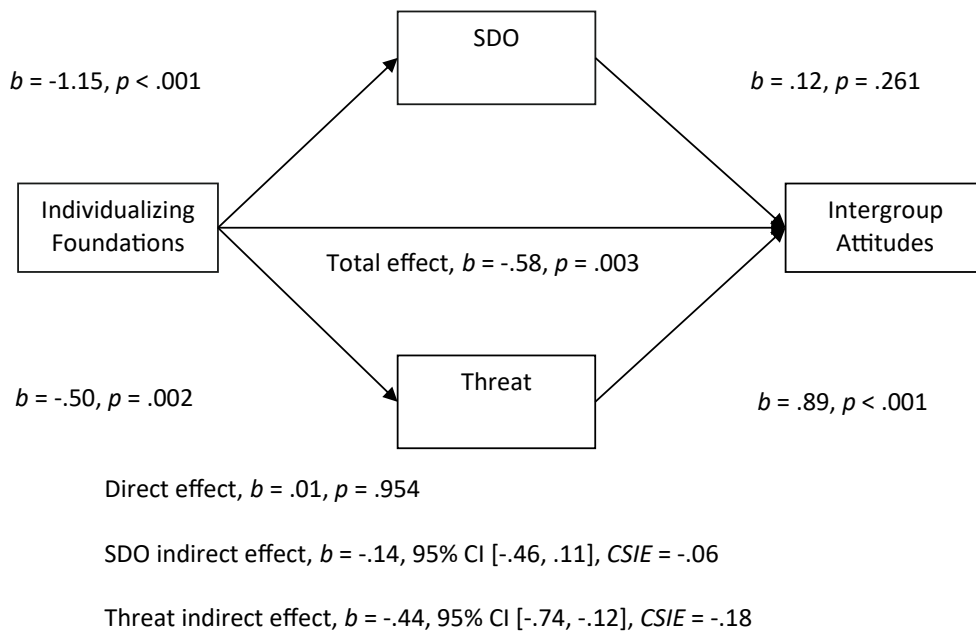 SDO
b = -1.15, p < .001
b = .12, p = .261
Individualizing
Foundations
Intergroup
Attitudes
Total effect, b = -.58, p = .003
Threat
b = -.50, p = .002
b = .89, p < .001
Direct effect, b = .01, p = .954
SDO indirect effect, b = -.14, 95% CI [-.46, .11], CSIE = -.06
Threat indirect effect, b = -.44, 95% CI [-.74, -.12], CSIE = -.18